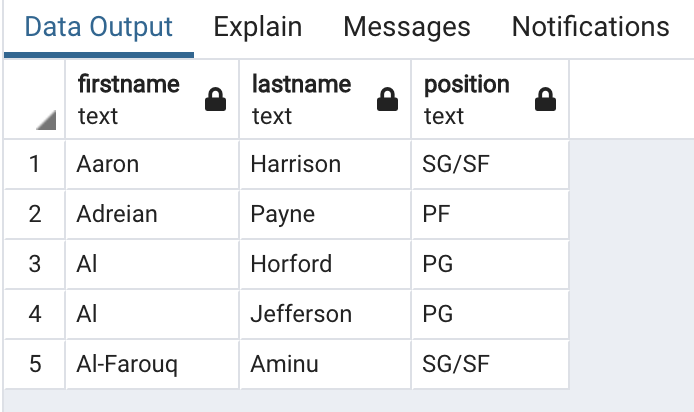 Data Output Explain Messages Notifications
firstname lastname position
text text text
1 Aaron Harrison SG/SF
2 Adreian Payne PF
3 Al Horford PG
4 Al Jefferson PG
5 Al-Farouq Aminu SG/SF